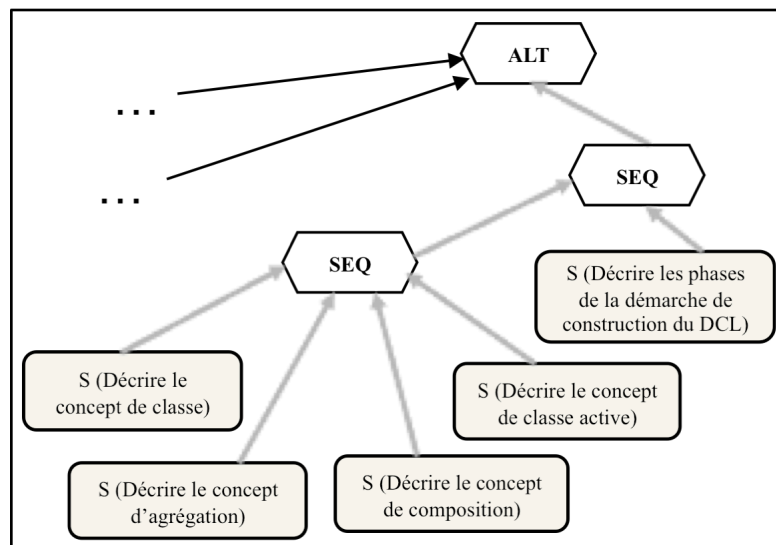 ALT
...
...
SEQ
SEQ
S (Décrire les phases
de la démarche de
construction du DCL)
S (Décrire le
concept de classe)
S (Décrire le concept
de classe active)
S (Décrire le concept
d’agrégation)
S (Décrire le concept
de composition)